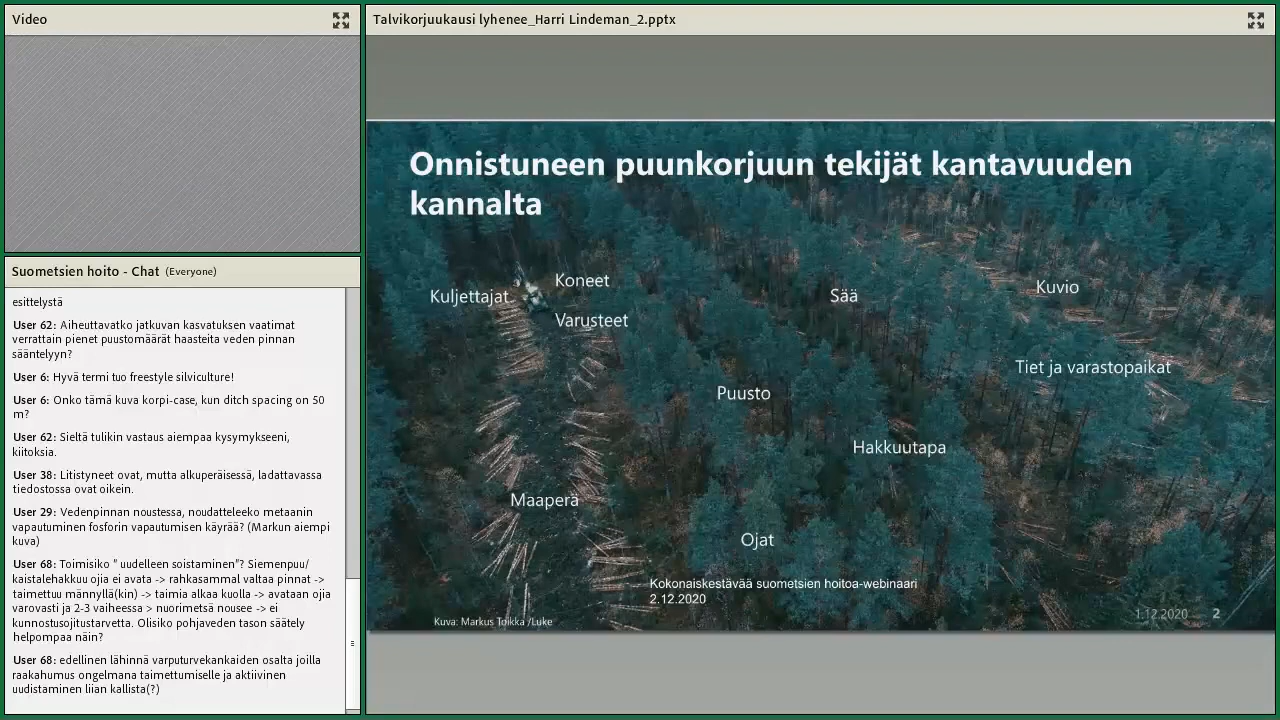 Video
Suometsien hoito - Chat (Everyone)
esittelystä
User 62: Aiheuttavatko jatkuvan kasvatuksen vaatimat
verrattain pienet puustomäärät haasteita veden pinnan
sääntelyyn?
User 6: Hyvä termi tuo freestyle silviculture!
User 6: Onko tämä kuva korpi-case, kun ditch spacing on 50
m?
User 62: Sieltä tulikin vastaus aiempaa kysymykseeni,
kiitoksia.
User 38: Litistyneet ovat, mutta alkuperäisessä, ladattavassa
tiedostossa ovat oikein.
User 29: Vedenpinnan noustessa, noudatteleeko metaanin
vapautuminen fosforin vapautumisen käyrää? (Markun aiempi
kuva)
User 68: Toimisiko " uudelleen soistaminen"? Siemenpuu/
kaistalehakkuu ojia ei avata -> rahkasammal valtaa pinnat ->
taimettuu männyllä(kin) -> taimia alkaa kuolla -> avataan ojia
varovasti ja 2-3 vaiheessa > nuorimetsä nousee -> ei
kunnostusojitustarvetta. Olisiko pohjaveden tason säätely
helpompaa näin?
User 68: edellinen lähinnä varputurvekankaiden osalta joilla
raakahumus ongelmana taimettumiselle ja aktiivinen
uudistaminen liian kallista(?)
Talvikorjuukausi lyhenee_Harri Lindeman_2.pptx
Onnistuneen puunkorjuun tekijät kantavuuden
kannalta
Koneet
Kuljettajat
Varusteet
Sää
Kuvio
Tiet ja varastopaikat
Puusto
Hakkuutapa
Maaperä
Ojat
Kokonaiskestävää suometsien hoitoa-webinaari
2.12.2020
1.12.2020 2
Kuva: Markus Toikka /Luke